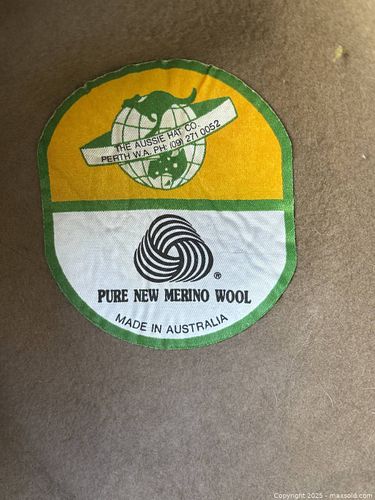 THE AUSSIE HAT CO.
PERTH W.A. PH: (09) 271 0052
®
PURE NEW MERINO WOOL
MADE IN AUSTRALIA
Copyright 2025 - maxsold.com